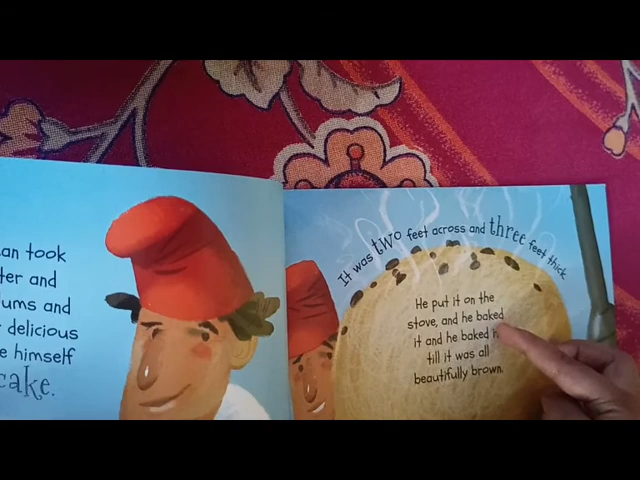 an took
ter and
ums and
delicious
e himself
cake.
It was two feet across and three feet thick
He put it on the
stove, and he baked
it and he baked
till it was all
beautifully brown.